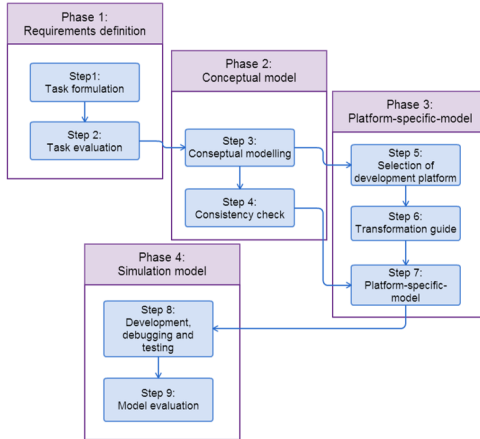 Phase 1:
Requirements definition
Step1:
Task formulation
Step 2:
Task evaluation
Phase 2:
Conceptual model
Step 3:
Conseptual modelling
Step 4:
Consistency check
Phase 3:
Platform-specific-model
Step 5:
Selection of
development platform
Step 6:
Transformation guide
Step 7:
Platform-specific-
model
Phase 4:
Simulation model
Step 8:
Development,
debugging and
testing
Step 9:
Model evaluation